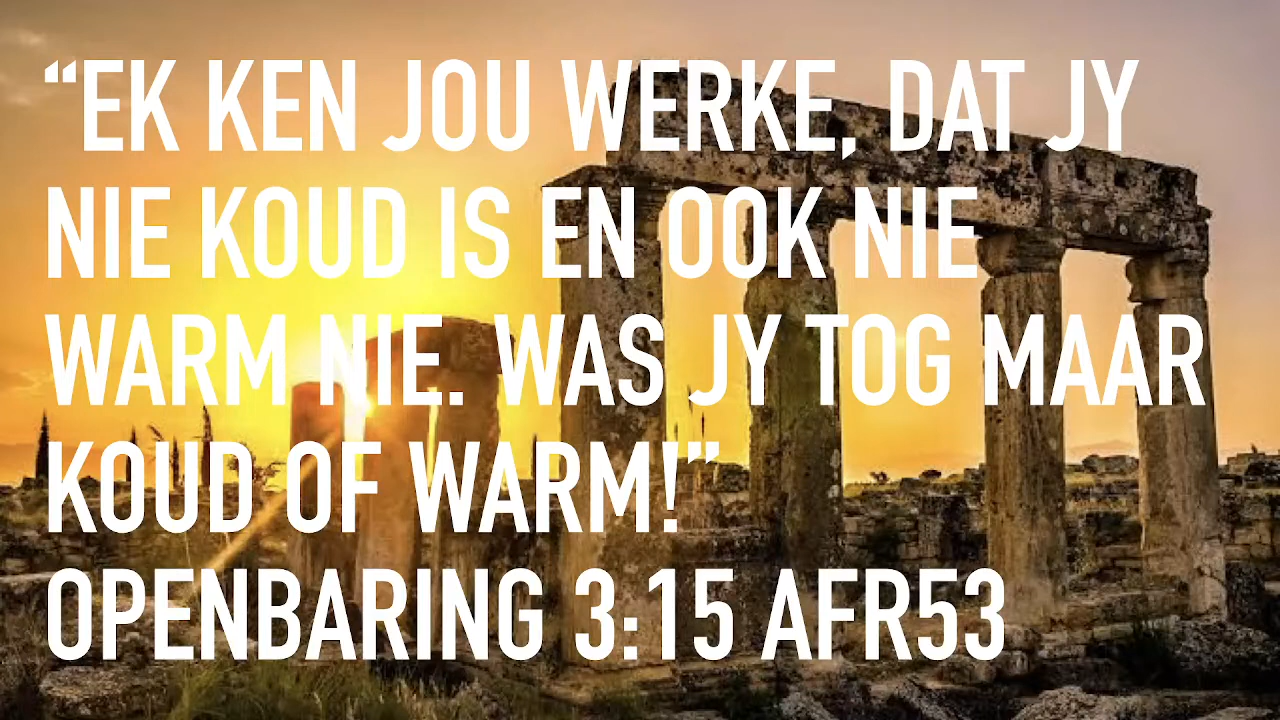 “EK KEN JOU WERKE, DAT JY
NIE KOUD IS EN OOK NIE
WARM NIE. WAS JY TOG MAAR
KOUD OF WARM!”
OPENBARING 3:15 AFR53